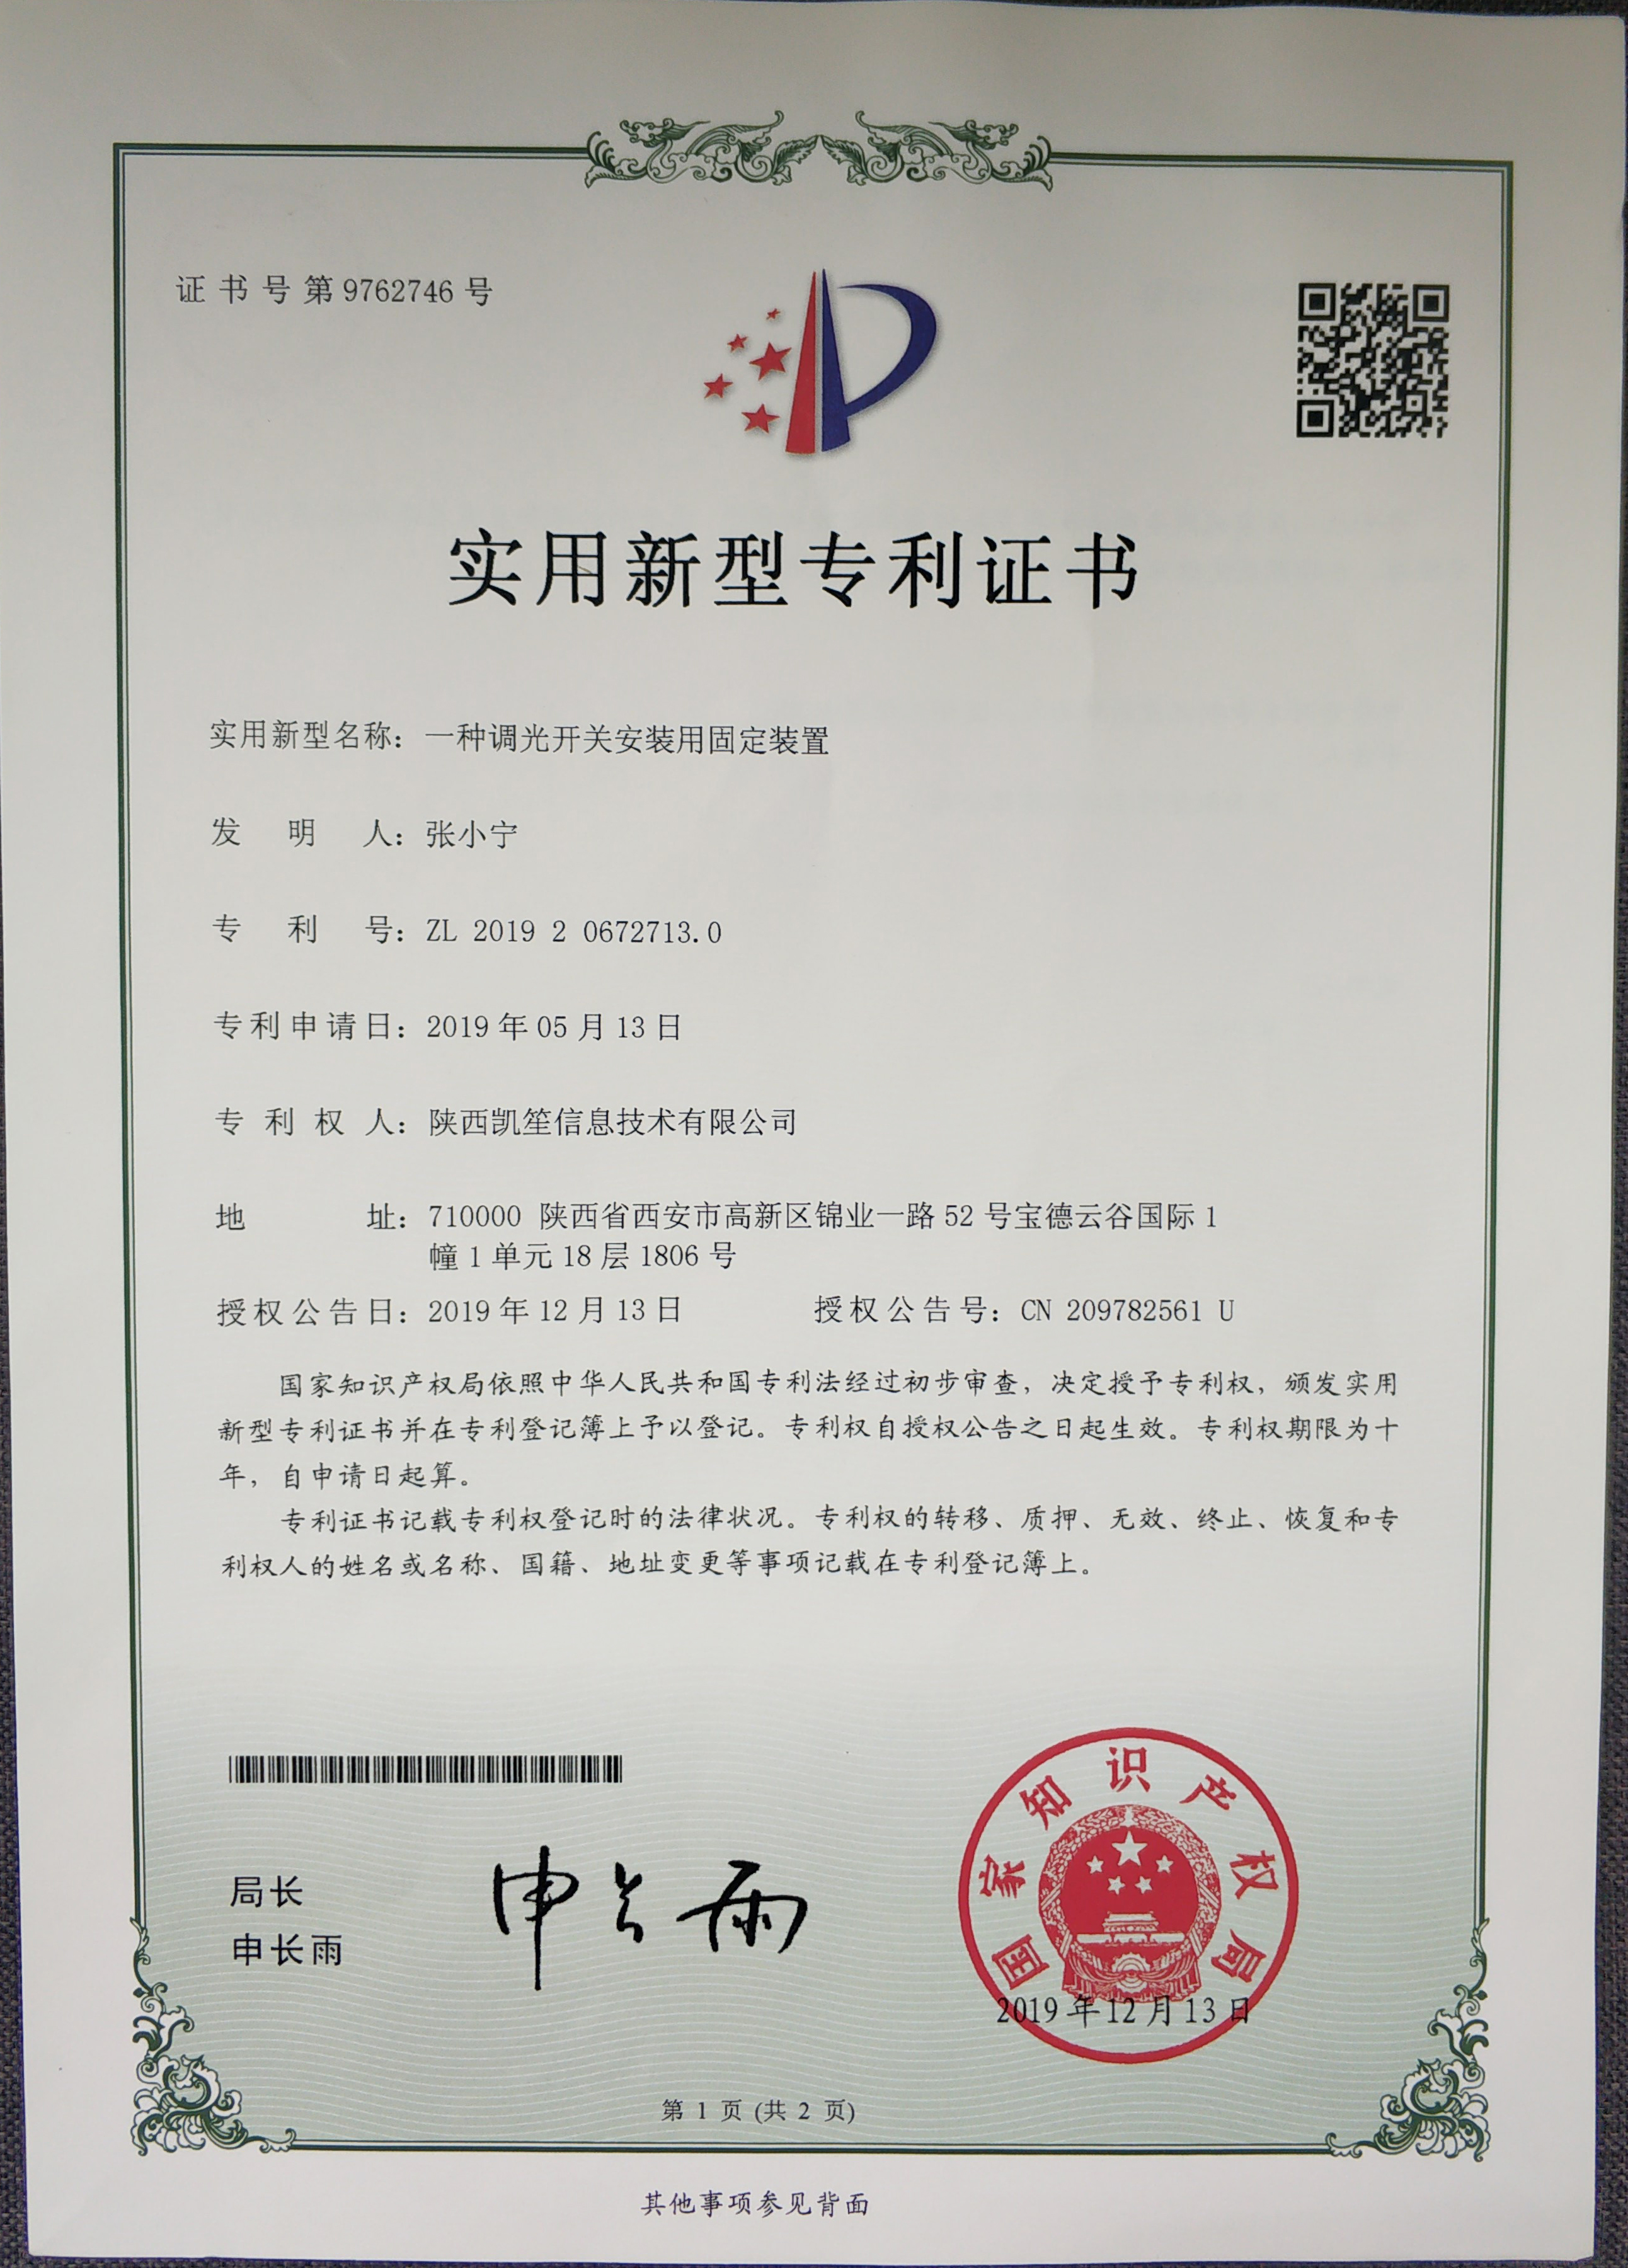 证书号第9762746号
实用新型专利证书
实用新型名称：一种调光开关安装用固定装置
发明人：张小宁
专利号：ZL 2019 2 0672713.0
专利申请日：2019年05月13日
专利权人：陕西凯笙信息技术有限公司
地址：710000 陕西省西安市高新区锦业一路52号宝德云谷国际1
幢1单元18层1806号
授权公告日：2019年12月13日 授权公告号：CN 209782561 U
国家知识产权局依照中华人民共和国专利法经过初步审查，决定授予专利权，颁发实用
新型专利证书并在专利登记簿上予以登记。专利权自授权公告之日起生效。专利权期限为十
年，自申请日起算。
专利证书记载专利权登记时的法律状况。专利权的转移、质押、无效、终止、恢复和专
利权人的姓名或名称、国籍、地址变更等事项记载在专利登记簿上。
局长
申长雨
申长雨
国家知识产权局
2019年12月13日
第 1 页 (共 2 页)
其他事项参见背面